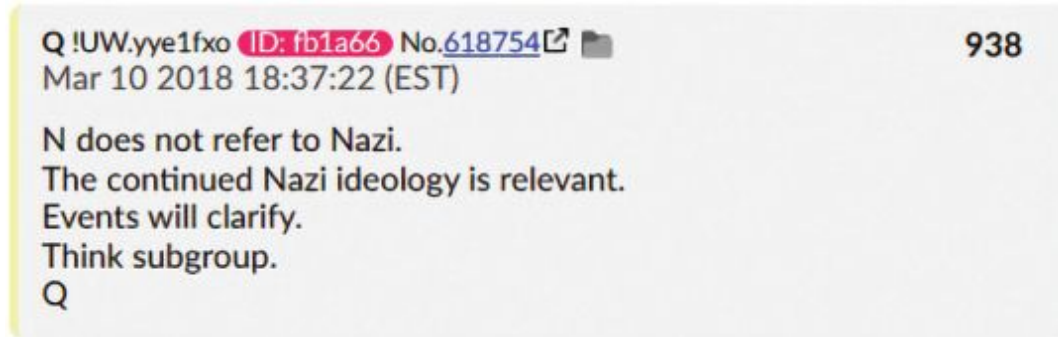 Q !UW.yye1fxo ID: fb1a66 No.618754 938
Mar 10 2018 18:37:22 (EST)
N does not refer to Nazi.
The continued Nazi ideology is relevant.
Events will clarify.
Think subgroup.
Q